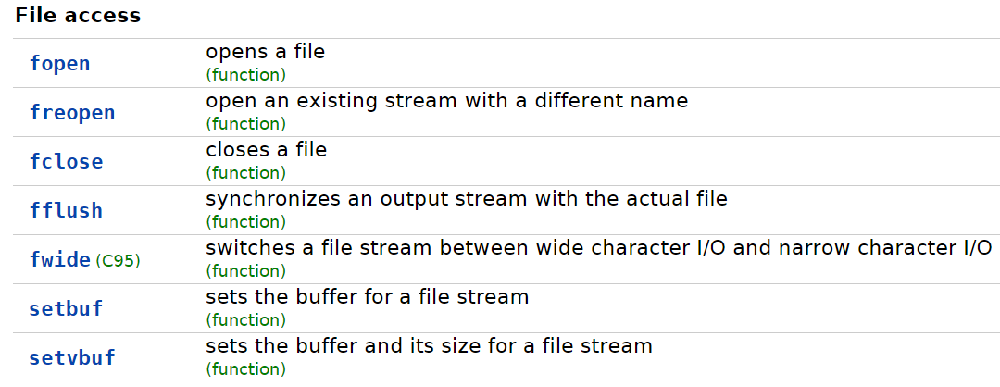 File access
fopen
opens a file
(function)
freopen
open an existing stream with a different name
(function)
fclose
closes a file
(function)
fflush
synchronizes an output stream with the actual file
(function)
fwide (C95)
switches a file stream between wide character I/O and narrow character I/O
(function)
setbuf
sets the buffer for a file stream
(function)
setvbuf
sets the buffer and its size for a file stream
(function)